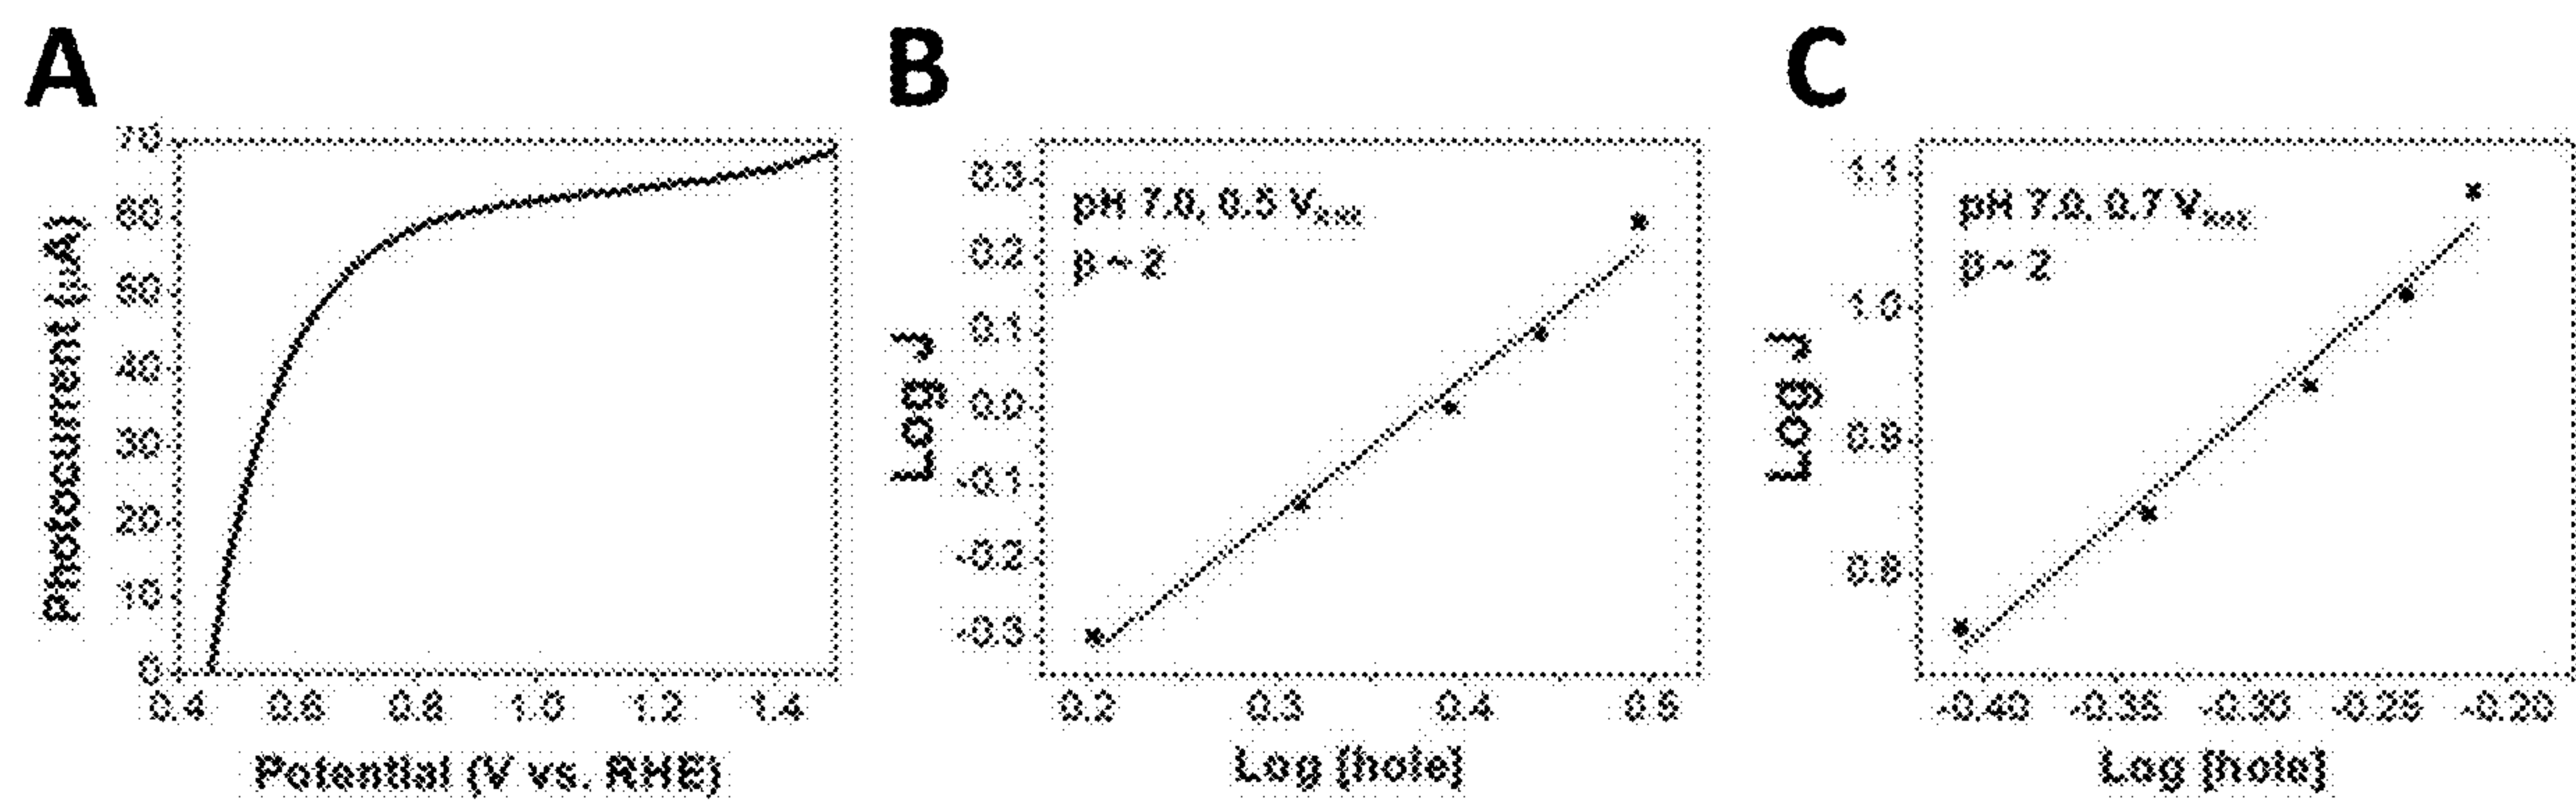 A
B
C
Photocurrent (μA)
70
60
50
40
30
20
10
0
0.4 0.6 0.8 1.0 1.2 1.4
Potential (V vs. RHE)
Log J
0.3
0.2
0.1
0.0
-0.1
-0.2
-0.3
pH 7.0, 0.5 V
β ~ 2
0.2 0.3 0.4 0.5
Log [hole]
Log J
1.1
1.0
0.9
0.8
pH 7.0, 0.7 V
β ~ 2
-0.40 -0.35 -0.30 -0.25 -0.20
Log [hole]